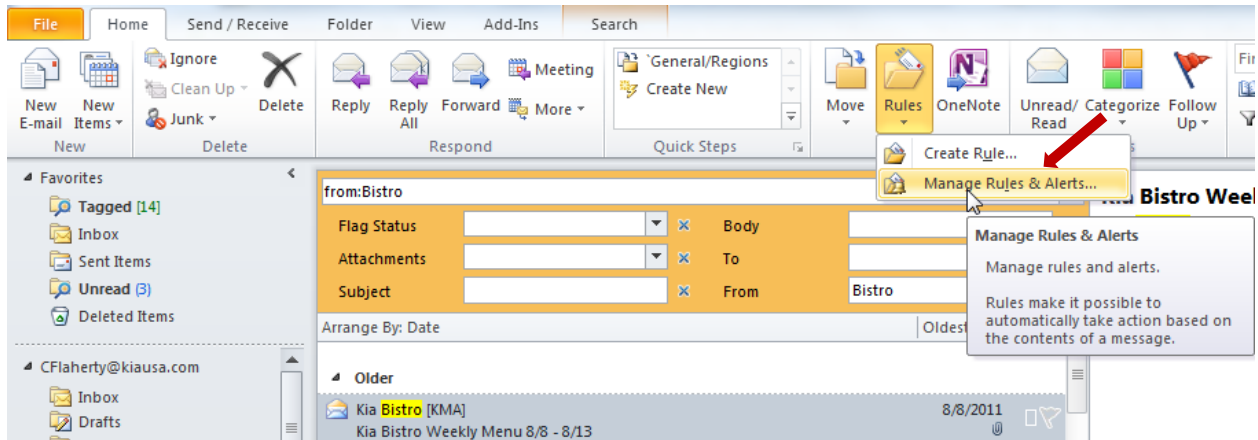 File Home Send / Receive Folder View Add-Ins Search
Ignore
Clean Up
Junk
New E-mail
New Items
Delete
Reply
Reply All
Forward
Meeting
More
`General/Regions
Create New
Move
Rules
OneNote
Unread/ Read
Categorize
Follow Up
New
Delete
Respond
Quick Steps
Create Rule...
Manage Rules & Alerts...
Favorites
Tagged [14]
Inbox
Sent Items
Unread (3)
Deleted Items
CFlaherty@kiausa.com
Inbox
Drafts
from:Bistro
Flag Status
Body
Attachments
To
Subject
From Bistro
Arrange By: Date
Older
Kia Bistro [KMA] 8/8/2011
Kia Bistro Weekly Menu 8/8 - 8/13
Bistro
Manage Rules & Alerts
Manage rules and alerts.
Rules make it possible to
automatically take action based on
the contents of a message.